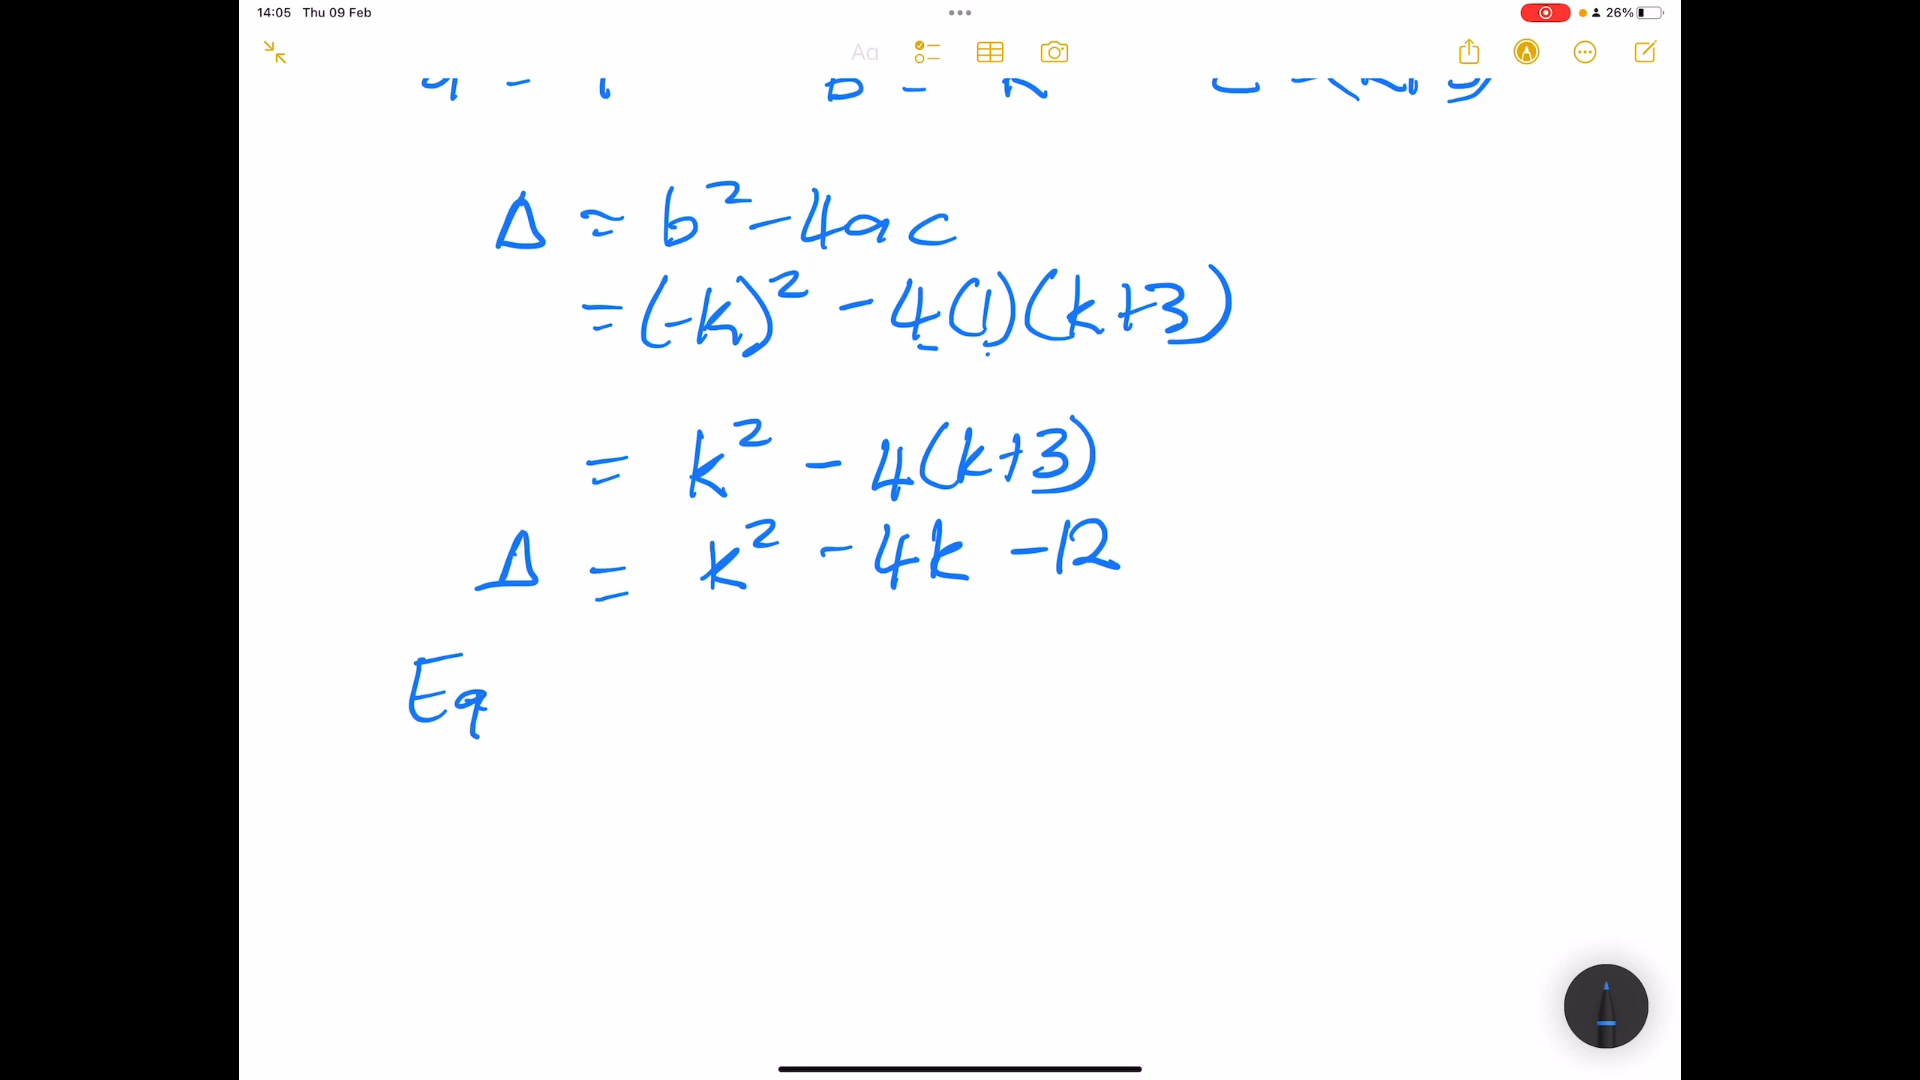 14:05 Thu 09 Feb 26%
Aa
Δ = b² - 4ac
= (-k)² - 4(1)(k+3)
= k² - 4(k+3)
Δ = k² - 4k - 12
Eq